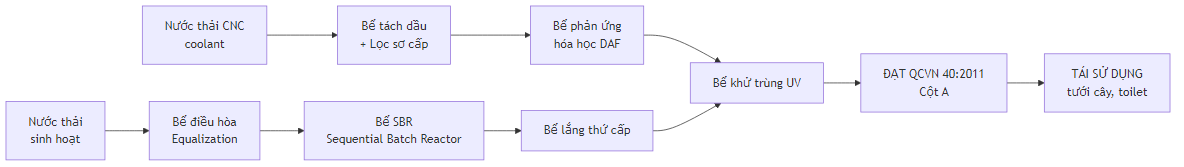 Nước thải CNC
coolant
Bể tách dầu
+ Lọc sơ cấp
Bể phản ứng
hóa học DAF
Nước thải
sinh hoạt
Bể điều hòa
Equalization
Bể SBR
Sequential Batch Reactor
Bể lắng thứ cấp
Bể khử trùng UV
ĐẠT QCVN 40:2011
Cột A
TÁI SỬ DỤNG
tưới cây, toilet